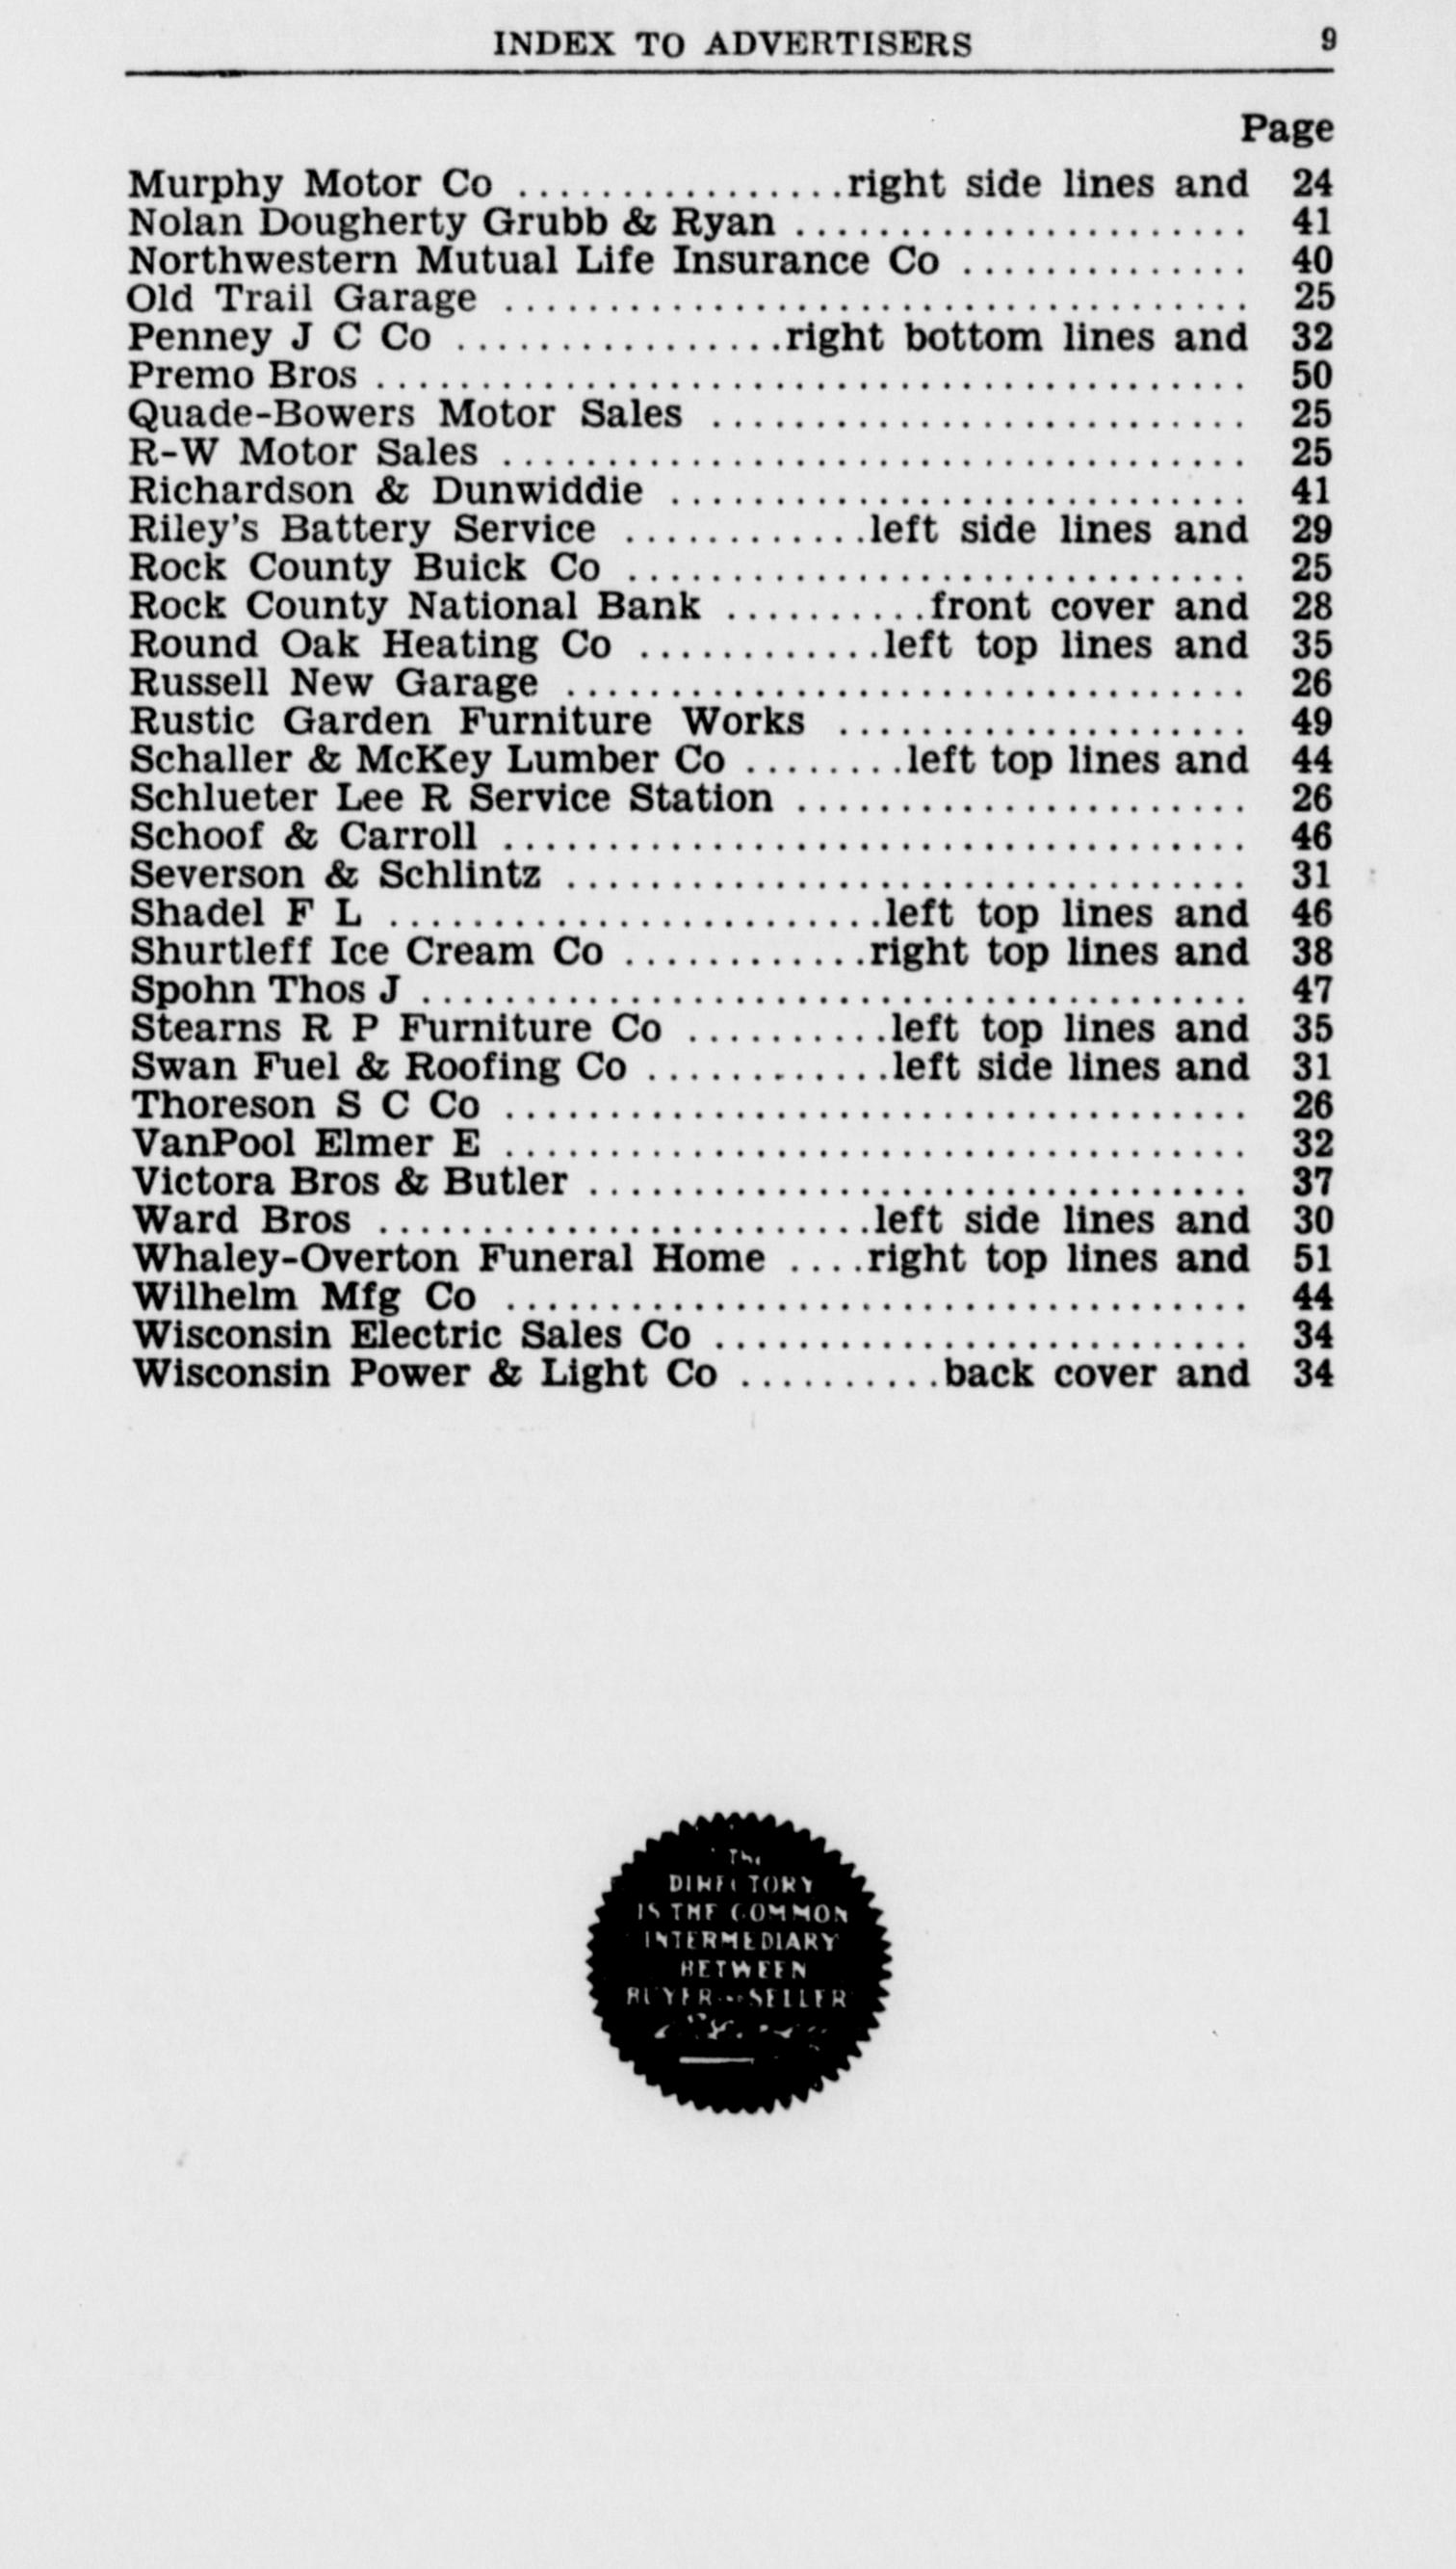 INDEX TO ADVERTISERS 9
Page
Murphy Motor Co ................right side lines and 24
Nolan Dougherty Grubb & Ryan ...................... 41
Northwestern Mutual Life Insurance Co .............. 40
Old Trail Garage .................................... 25
Penney J C Co ................right bottom lines and 32
Premo Bros .......................................... 50
Quade-Bowers Motor Sales .......................... 25
R-W Motor Sales .................................... 25
Richardson & Dunwiddie ............................ 41
Riley's Battery Service ............left side lines and 29
Rock County Buick Co .............................. 25
Rock County National Bank ..........front cover and 28
Round Oak Heating Co ............left top lines and 35
Russell New Garage ................................. 26
Rustic Garden Furniture Works .................... 49
Schaller & McKey Lumber Co ........left top lines and 44
Schlueter Lee R Service Station ...................... 26
Schoof & Carroll .................................... 46
Severson & Schlintz ................................. 31
Shadel F L ........................left top lines and 46
Shurtleff Ice Cream Co ............right top lines and 38
Spohn Thos J ........................................ 47
Stearns R P Furniture Co ..........left top lines and 35
Swan Fuel & Roofing Co ............left side lines and 31
Thoreson S C Co .................................... 26
VanPool Elmer E .................................... 32
Victora Bros & Butler ................................ 37
Ward Bros ........................left side lines and 30
Whaley-Overton Funeral Home ....right top lines and 51
Wilhelm Mfg Co .................................... 44
Wisconsin Electric Sales Co .......................... 34
Wisconsin Power & Light Co ..........back cover and 34
THE
DIRECTORY
IS THE COMMON
INTERMEDIARY
BETWEEN
BUYER SELLER